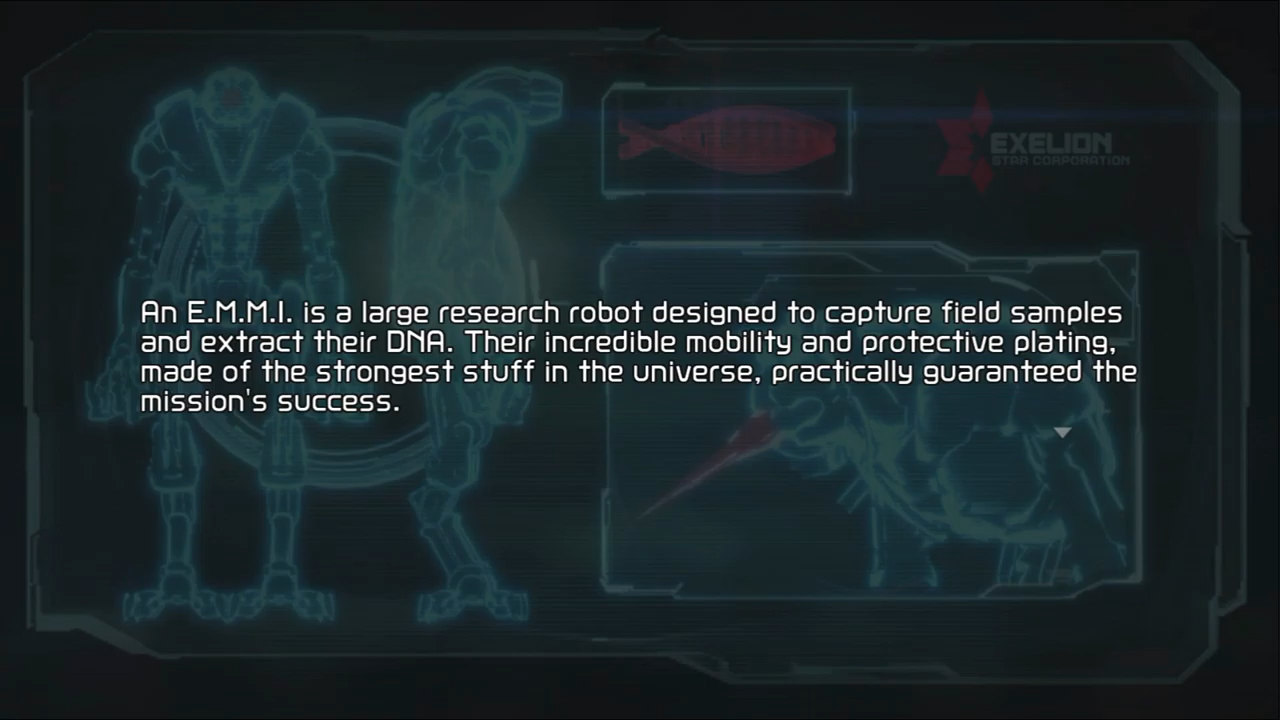 EXELION
STAR CORPORATION
An E.M.M.I. is a large research robot designed to capture field samples
and extract their DNA. Their incredible mobility and protective plating,
made of the strongest stuff in the universe, practically guaranteed the
mission's success.